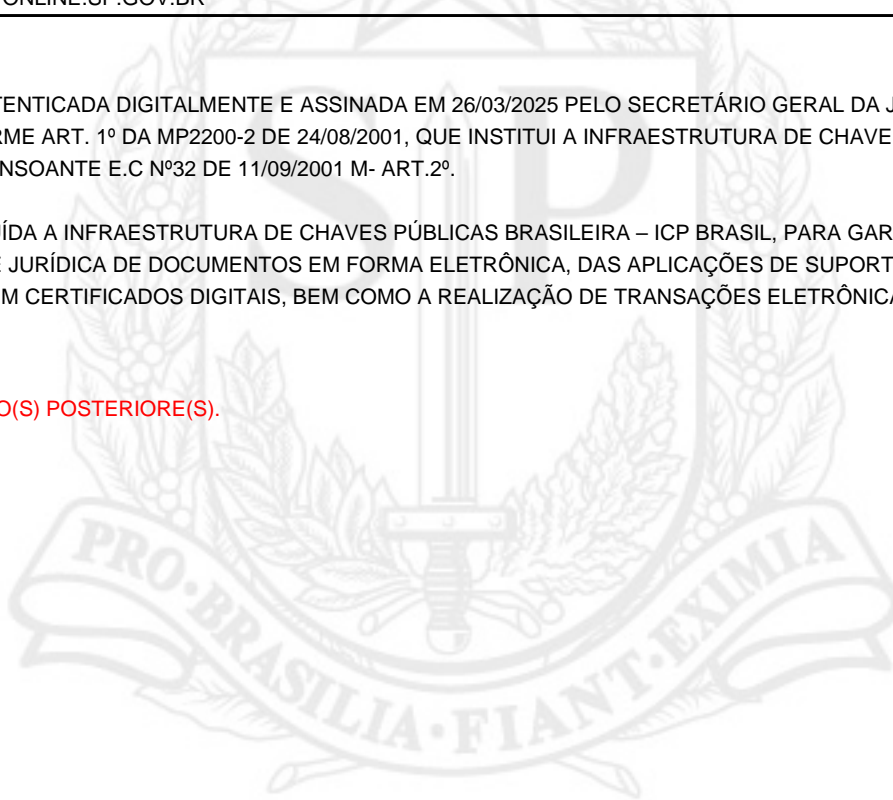 ONLINE.SP.GOV.BR
TENTICADA DIGITALMENTE E ASSINADA EM 26/03/2025 PELO SECRETÁRIO GERAL DA J
RME ART. 1º DA MP2200-2 DE 24/08/2001, QUE INSTITUI A INFRAESTRUTURA DE CHAVE
NSOANTE E.C Nº32 DE 11/09/2001 M- ART.2º.
ÍDA A INFRAESTRUTURA DE CHAVES PÚBLICAS BRASILEIRA – ICP BRASIL, PARA GAR
E JURÍDICA DE DOCUMENTOS EM FORMA ELETRÔNICA, DAS APLICAÇÕES DE SUPORT
M CERTIFICADOS DIGITAIS, BEM COMO A REALIZAÇÃO DE TRANSAÇÕES ELETRÔNICA
O(S) POSTERIORE(S).
SP
PRO·BRASILIA·FIANT·EXIMIA